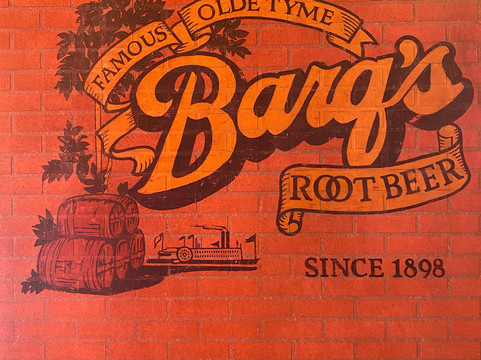 FAMOUS OLDE TYME
Barq's
ROOT BEER
SINCE 1898